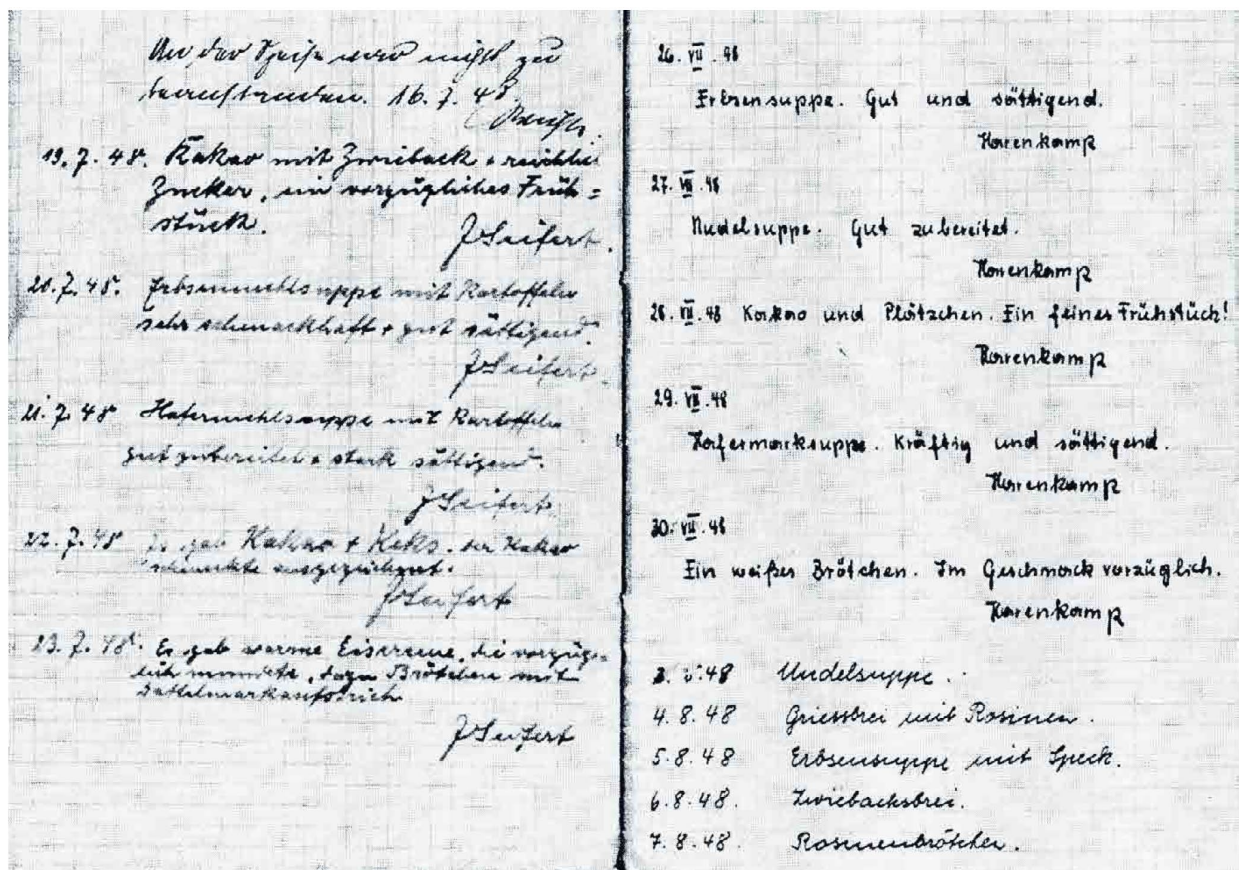 An der Speise war nichts zu
beanstanden. 16.7.48.
19.7.48. Kakao mit Zwieback + reichlich
Zucker, ein vorzügliches Früh=
stück.
J Seifert.
20.7.48. Erbsenmehlsuppe mit Kartoffeln
sehr schmackhaft + gut sättigend.
J Seifert.
21.7.48 Hafermehlsuppe mit Kartoffeln
gut zubereitet + stark sättigend.
J Seifert
22.7.48 Es gab Kakao + Keks. der Kakao
schmeckte ausgezeichnet.
J Seifert
23.7.48. Es gab warme Eiscreme, die vorzüg-
lich mundete, dazu Brötchen mit
J Seifert
26. VII. 48
Erbsensuppe. Gut und sättigend.
Harenkamp
27. VII. 48
Nudelsuppe. Gut zubereitet.
Harenkamp
28. VII. 48 Kakao und Plätzchen. Ein feines Frühstück!
Harenkamp
29. VII. 48
Hafermarksuppe. Kräftig und sättigend.
Harenkamp
30. VII. 48
Ein weißes Brötchen. Im Geschmack vorzüglich.
Harenkamp
48 Nudelsuppe.
4.8.48 Griessbrei mit Rosinen.
5.8.48 Erbsensuppe mit Speck.
6.8.48. Zwiebacksbrei.
7.8.48 Rosinenbrötchen.